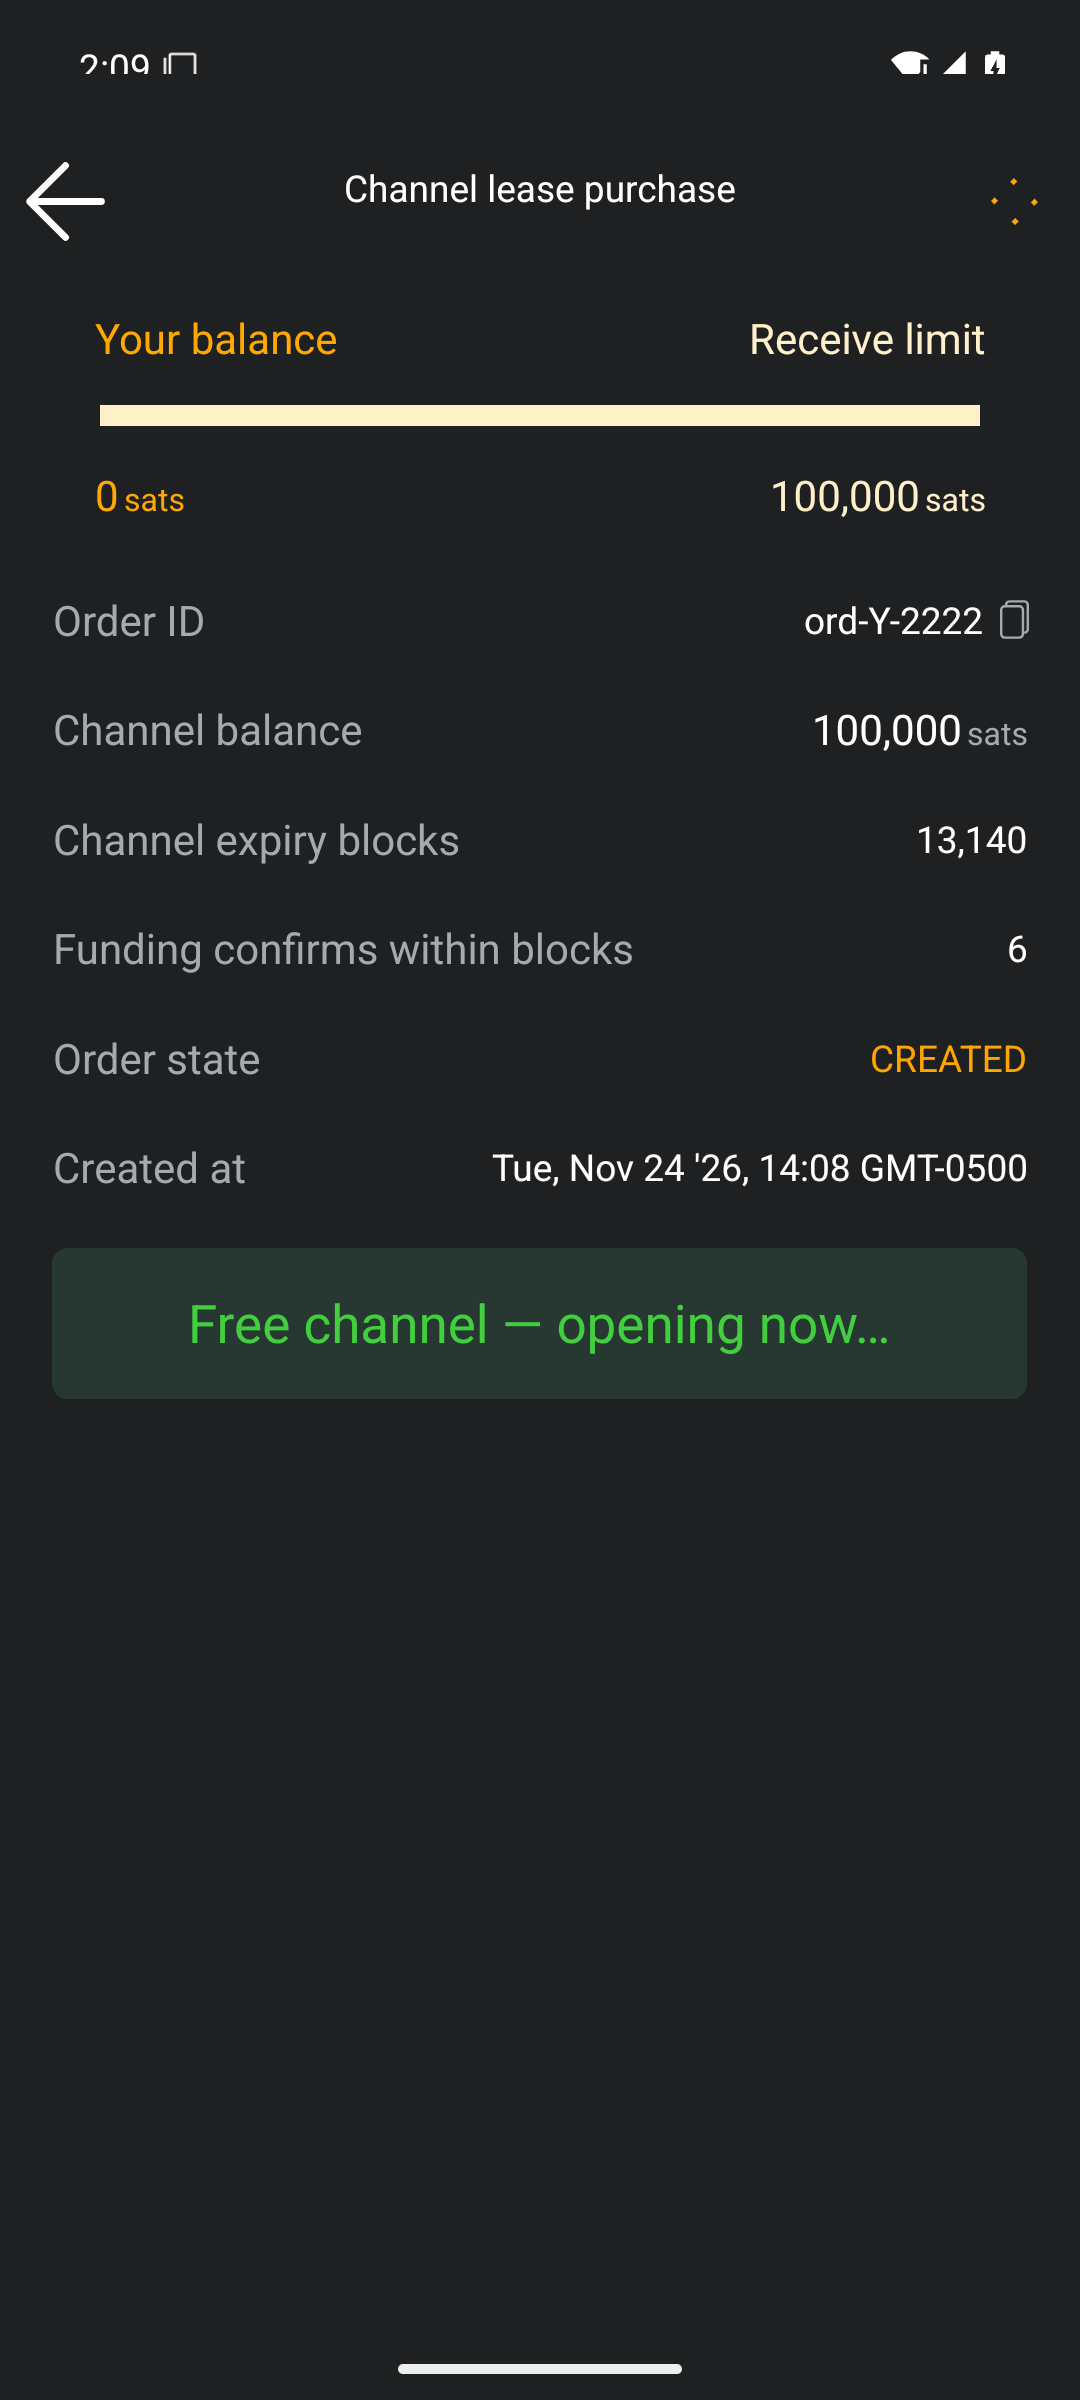 2:09
Channel lease purchase
Your balance Receive limit
0 sats 100,000 sats
Order ID ord-Y-2222
Channel balance 100,000 sats
Channel expiry blocks 13,140
Funding confirms within blocks 6
Order state CREATED
Created at Tue, Nov 24 '26, 14:08 GMT-0500
Free channel — opening now...